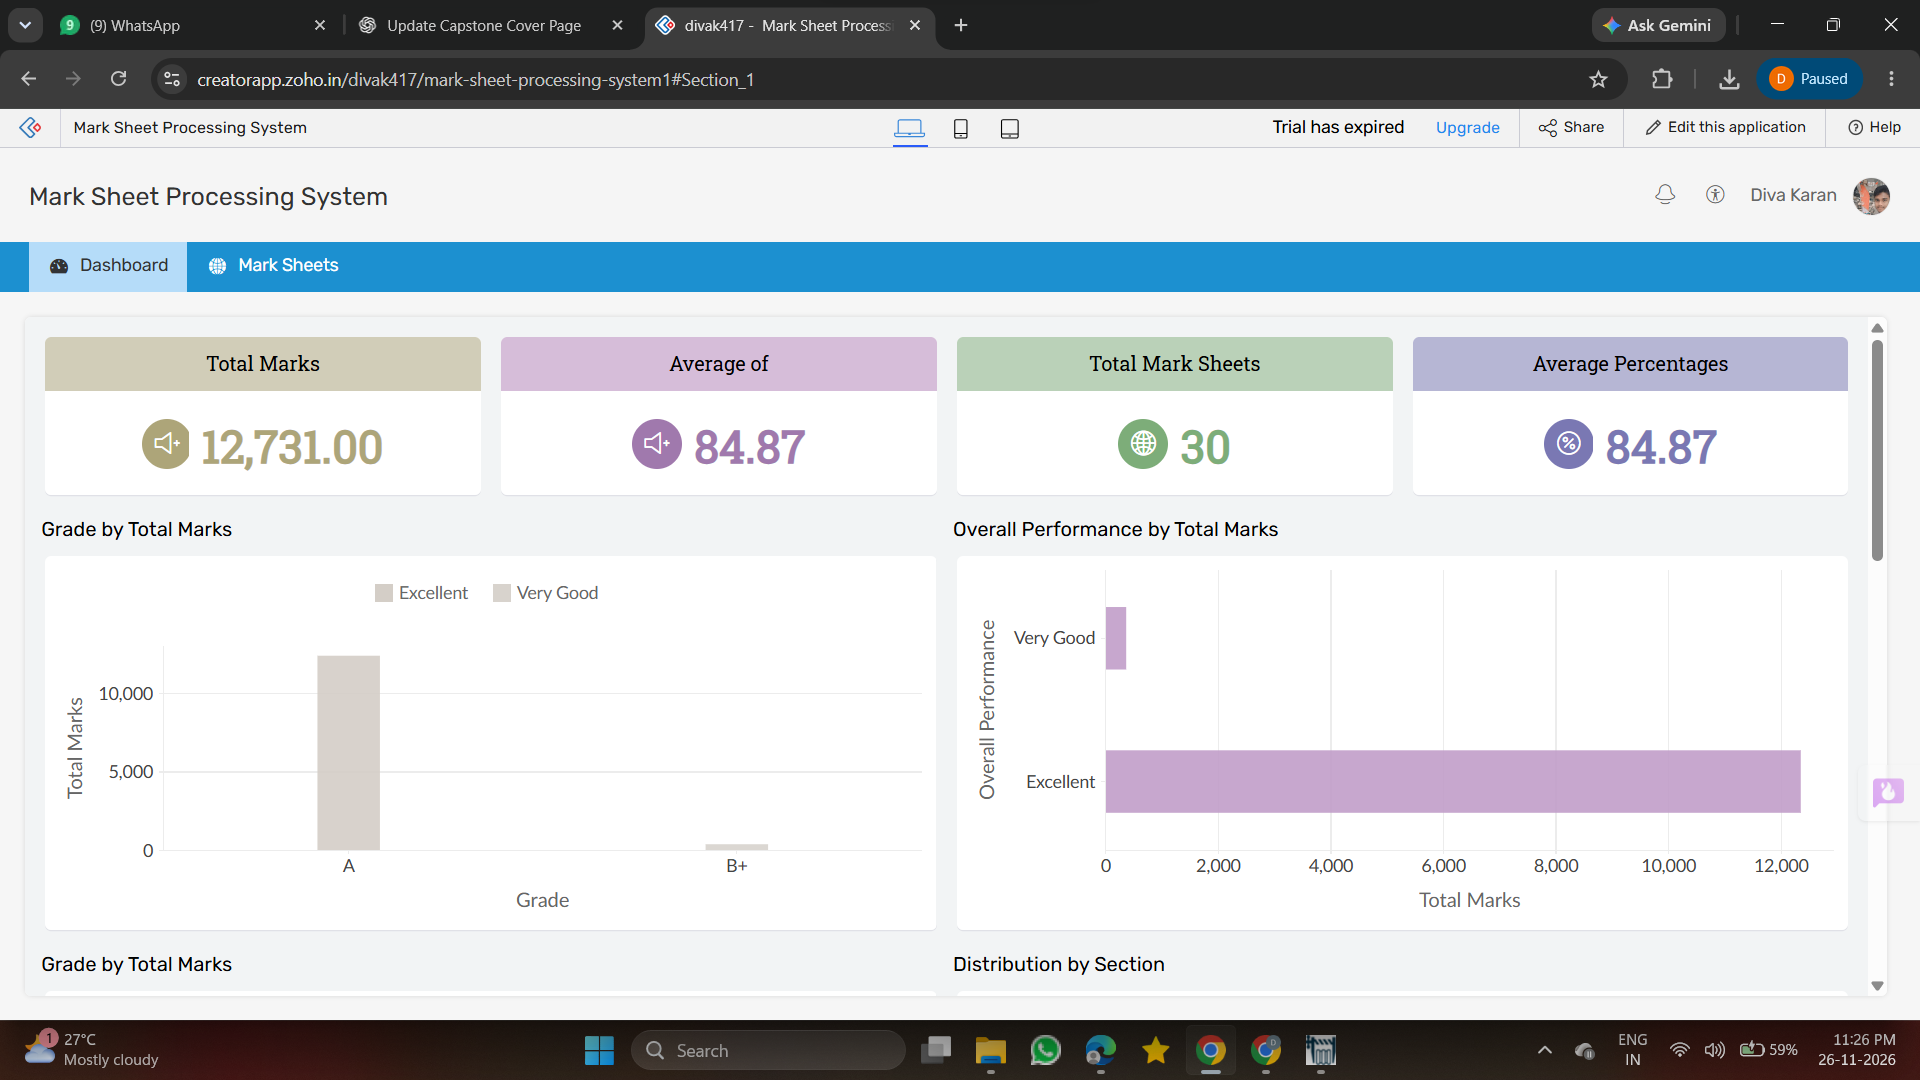 9 (9) WhatsApp
Update Capstone Cover Page
divak417 - Mark Sheet Process
Ask Gemini
creatorapp.zoho.in/divak417/mark-sheet-processing-system1#Section_1
D Paused
Mark Sheet Processing System
Trial has expired
Upgrade
Share
Edit this application
Help
Mark Sheet Processing System
Diva Karan
Dashboard
Mark Sheets
Total Marks
12,731.00
Average of
84.87
Total Mark Sheets
30
Average Percentages
84.87
Grade by Total Marks
Excellent
Very Good
Total Marks
10,000
5,000
0
A
B+
Grade
Overall Performance by Total Marks
Overall Performance
Very Good
Excellent
0
2,000
4,000
6,000
8,000
10,000
12,000
Total Marks
Grade by Total Marks
Distribution by Section
1
27°C
Mostly cloudy
Search
D
ENG
IN
59%
11:26 PM
26-11-2026